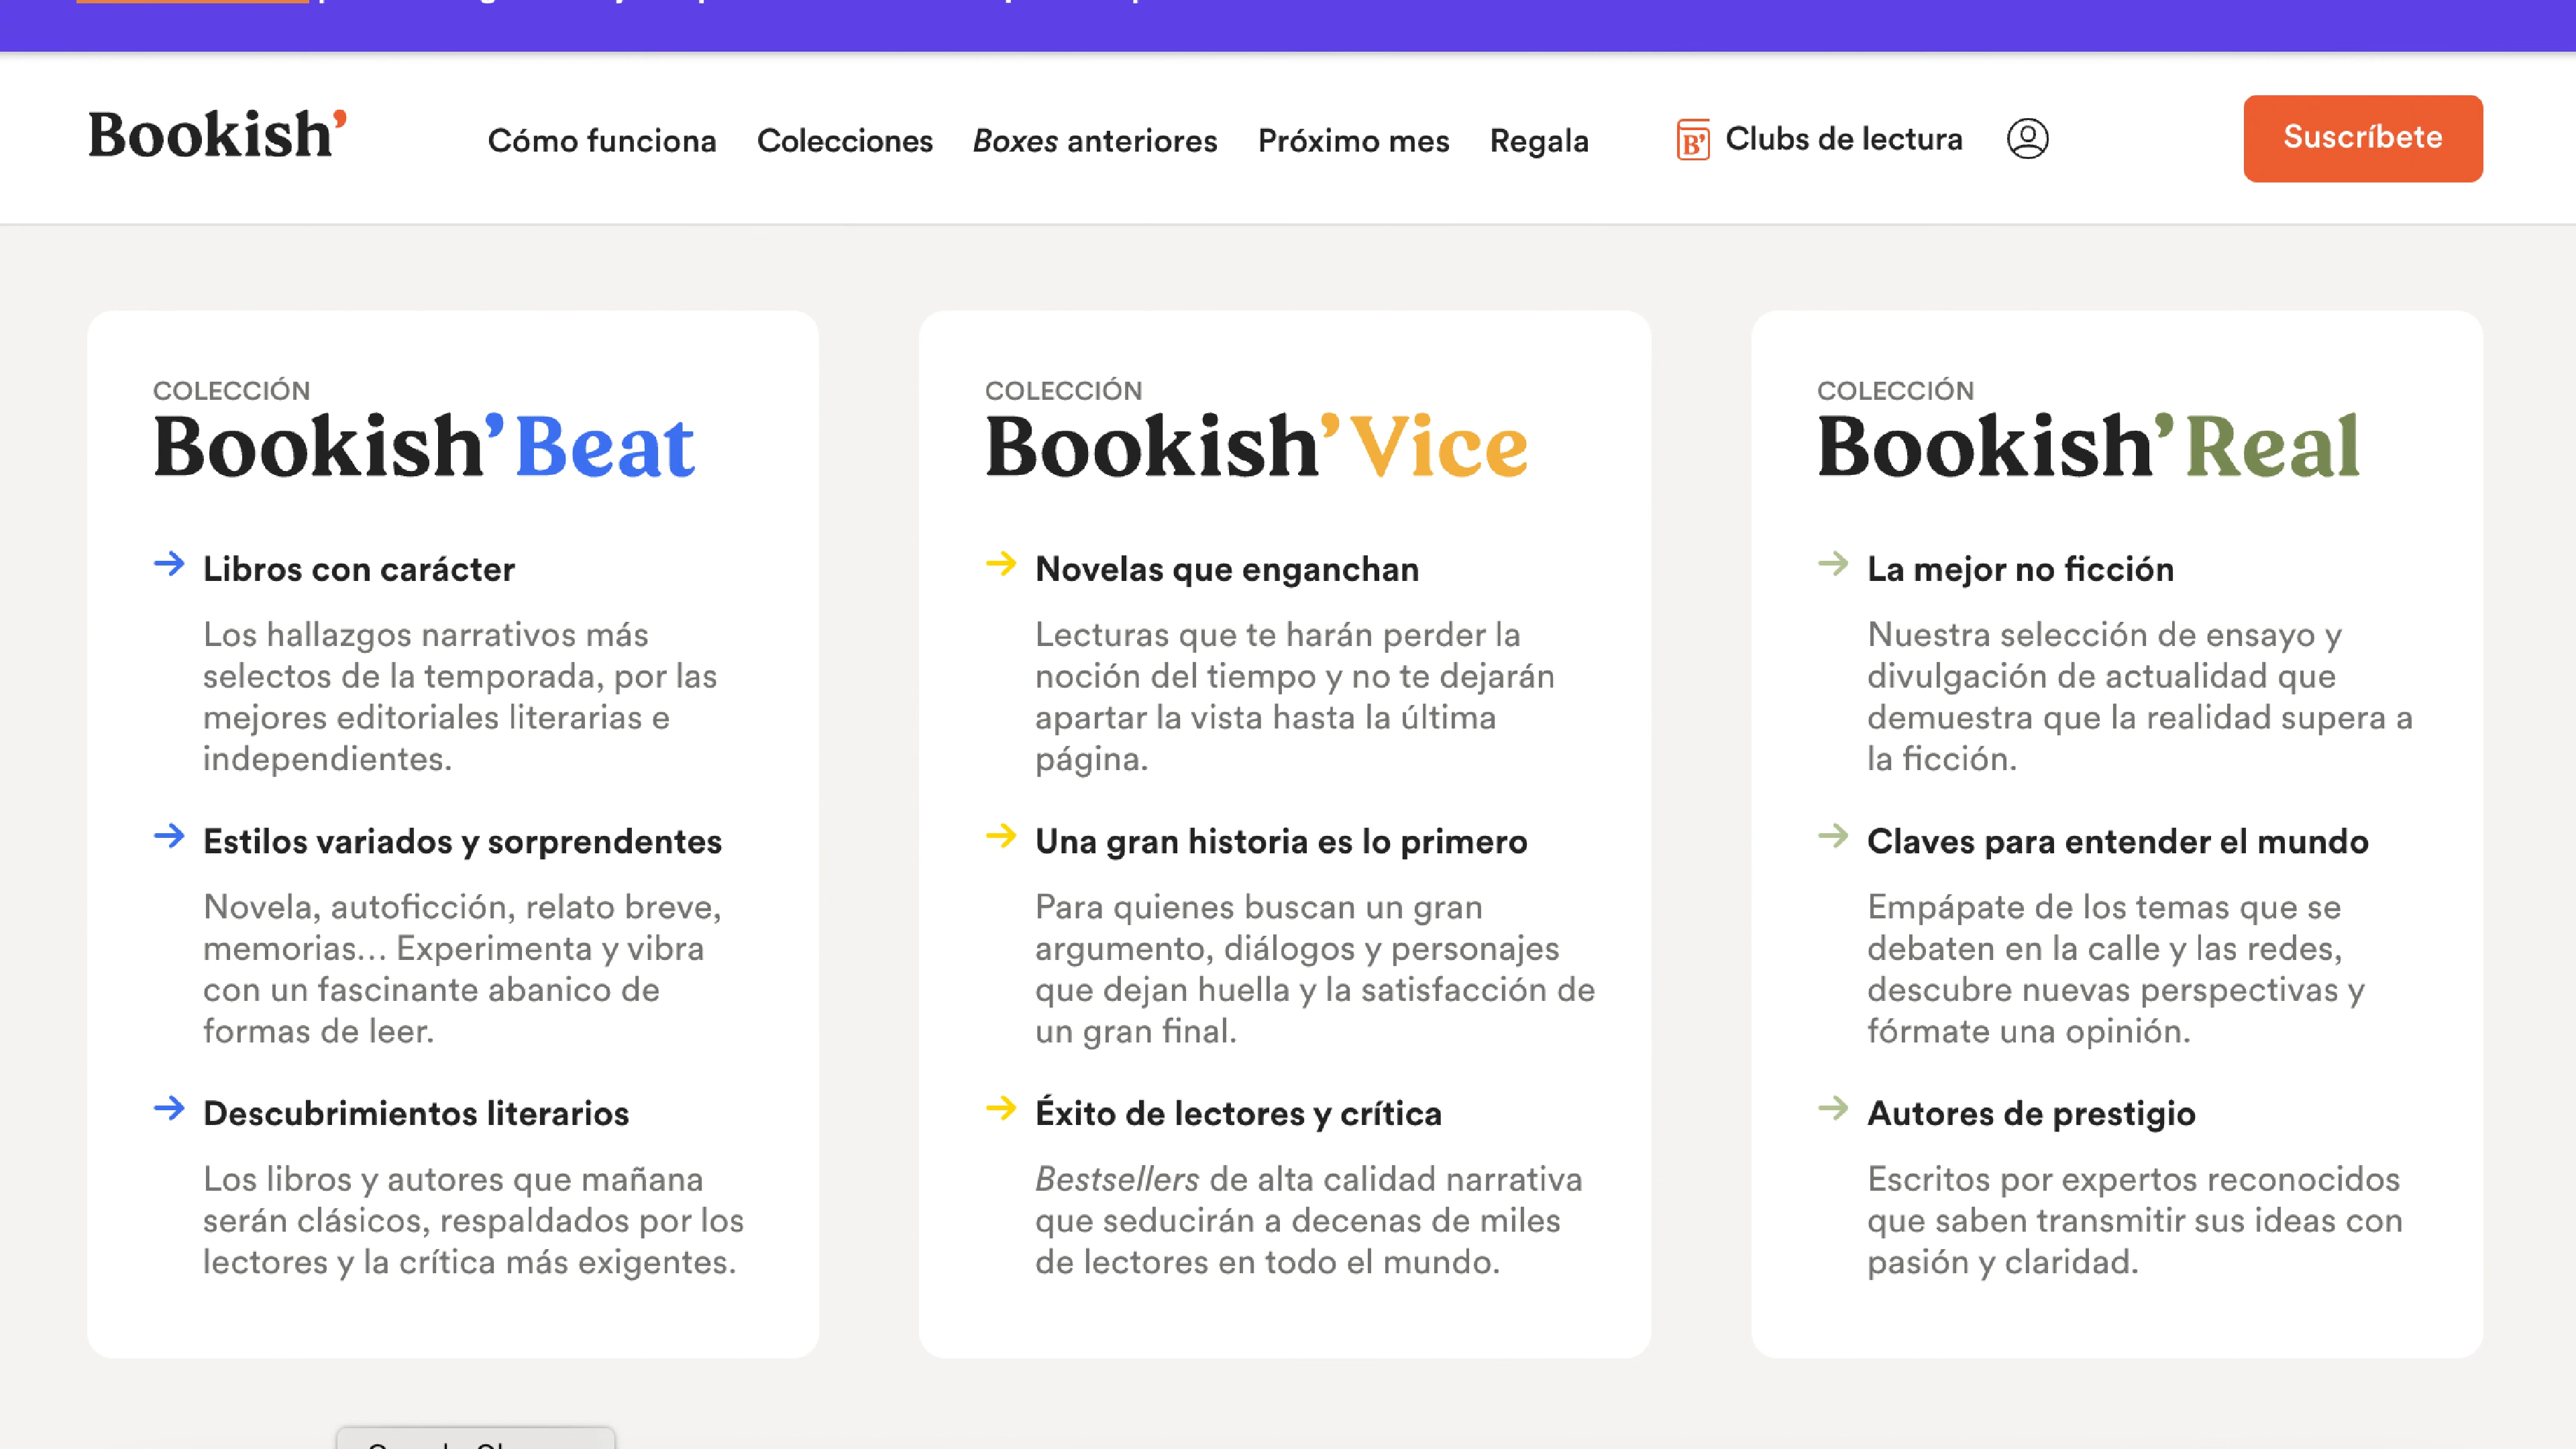 Bookish’
Cómo funciona
Colecciones
Boxes anteriores
Próximo mes
Regala
B’
Clubs de lectura
Suscríbete
COLECCIÓN
Bookish’Beat
→ Libros con carácter
Los hallazgos narrativos más
selectos de la temporada, por las
mejores editoriales literarias e
independientes.
→ Estilos variados y sorprendentes
Novela, autoficción, relato breve,
memorias... Experimenta y vibra
con un fascinante abanico de
formas de leer.
→ Descubrimientos literarios
Los libros y autores que mañana
serán clásicos, respaldados por los
lectores y la crítica más exigentes.
COLECCIÓN
Bookish’Vice
→ Novelas que enganchan
Lecturas que te harán perder la
noción del tiempo y no te dejarán
apartar la vista hasta la última
página.
→ Una gran historia es lo primero
Para quienes buscan un gran
argumento, diálogos y personajes
que dejan huella y la satisfacción de
un gran final.
→ Éxito de lectores y crítica
Bestsellers de alta calidad narrativa
que seducirán a decenas de miles
de lectores en todo el mundo.
COLECCIÓN
Bookish’Real
→ La mejor no ficción
Nuestra selección de ensayo y
divulgación de actualidad que
demuestra que la realidad supera a
la ficción.
→ Claves para entender el mundo
Empápate de los temas que se
debaten en la calle y las redes,
descubre nuevas perspectivas y
fórmate una opinión.
→ Autores de prestigio
Escritos por expertos reconocidos
que saben transmitir sus ideas con
pasión y claridad.